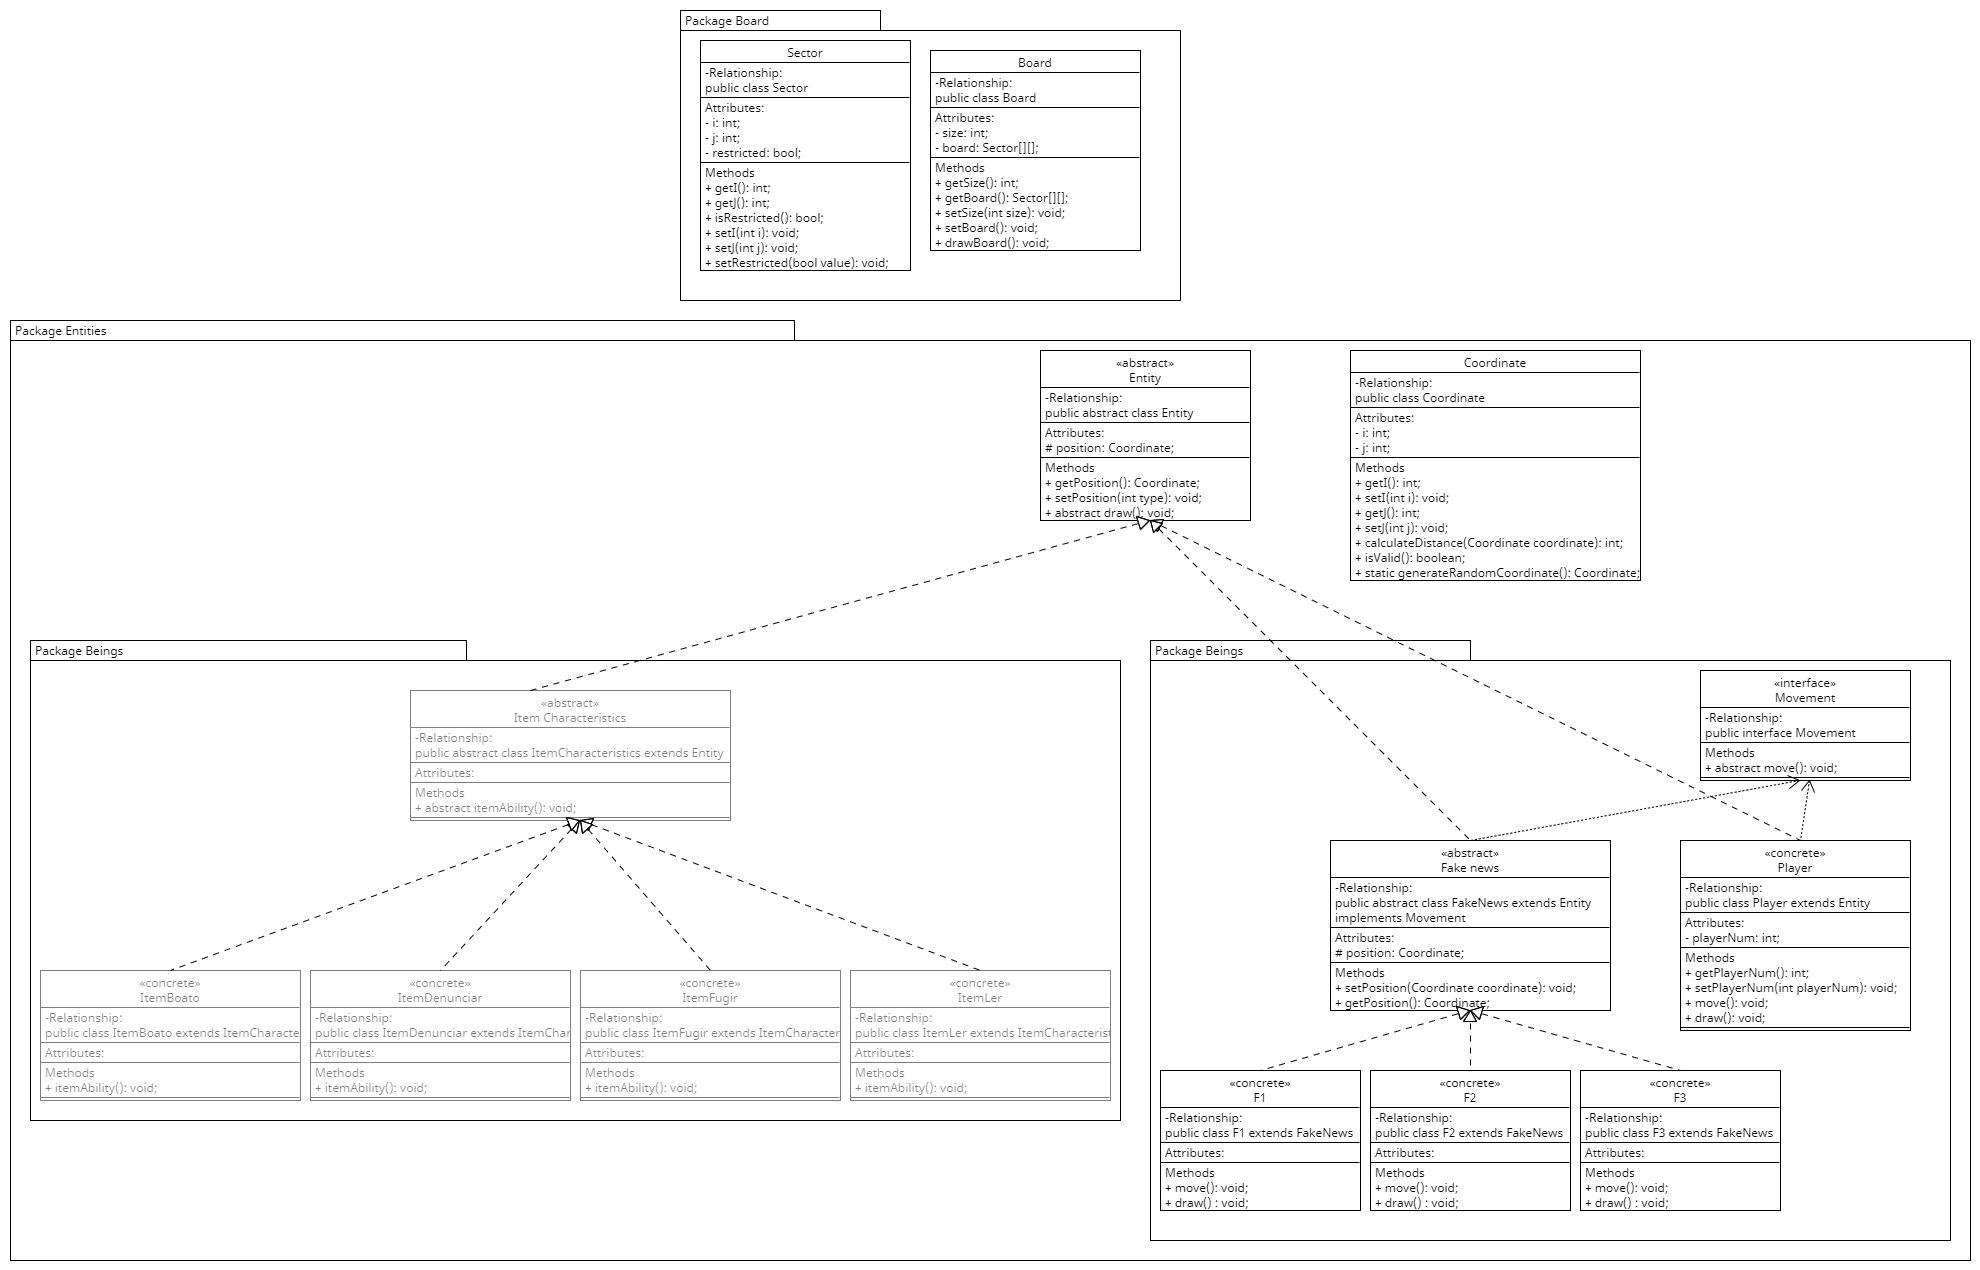 Package Board
Sector
-Relationship:
public class Sector
Attributes:
- i: int;
- j: int;
- restricted: bool;
Methods
+ getI(): int;
+ getJ(): int;
+ isRestricted(): bool;
+ setI(int i): void;
+ setJ(int j): void;
+ setRestricted(bool value): void;
Board
-Relationship:
public class Board
Attributes:
- size: int;
- board: Sector[][];
Methods
+ getSize(): int;
+ getBoard(): Sector[][];
+ setSize(int size): void;
+ setBoard(): void;
+ drawBoard(): void;
Package Entities
«abstract»
Entity
-Relationship:
public abstract class Entity
Attributes:
# position: Coordinate;
Methods
+ getPosition(): Coordinate;
+ setPosition(int type): void;
+ abstract draw(): void;
Coordinate
-Relationship:
public class Coordinate
Attributes:
- i: int;
- j: int;
Methods
+ getI(): int;
+ setI(int i): void;
+ getJ(): int;
+ setJ(int j): void;
+ calculateDistance(Coordinate coordinate): int;
+ isValid(): boolean;
+ static generateRandomCoordinate(): Coordinate;
Package Beings
«abstract»
Item Characteristics
-Relationship:
public abstract class ItemCharacteristics extends Entity
Attributes:
Methods
+ abstract itemAbility(): void;
«concrete»
ItemBoato
-Relationship:
public class ItemBoato extends ItemCharacte
Attributes:
Methods
+ itemAbility(): void;
«concrete»
ItemDenunciar
-Relationship:
public class ItemDenunciar extends ItemChar
Attributes:
Methods
+ itemAbility(): void;
«concrete»
ItemFugir
-Relationship:
public class ItemFugir extends ItemCharacter
Attributes:
Methods
+ itemAbility(): void;
«concrete»
ItemLer
-Relationship:
public class ItemLer extends ItemCharacterist
Attributes:
Methods
+ itemAbility(): void;
Package Beings
«interface»
Movement
-Relationship:
public interface Movement
Methods
+ abstract move(): void;
«abstract»
Fake news
-Relationship:
public abstract class FakeNews extends Entity
implements Movement
Attributes:
# position: Coordinate;
Methods
+ setPosition(Coordinate coordinate): void;
+ getPosition(): Coordinate;
«concrete»
Player
-Relationship:
public class Player extends Entity
Attributes:
- playerNum: int;
Methods
+ getPlayerNum(): int;
+ setPlayerNum(int playerNum): void;
+ move(): void;
+ draw(): void;
«concrete»
F1
-Relationship:
public class F1 extends FakeNews
Attributes:
Methods
+ move(): void;
+ draw() : void;
«concrete»
F2
-Relationship:
public class F2 extends FakeNews
Attributes:
Methods
+ move(): void;
+ draw() : void;
«concrete»
F3
-Relationship:
public class F3 extends FakeNews
Attributes:
Methods
+ move(): void;
+ draw() : void;